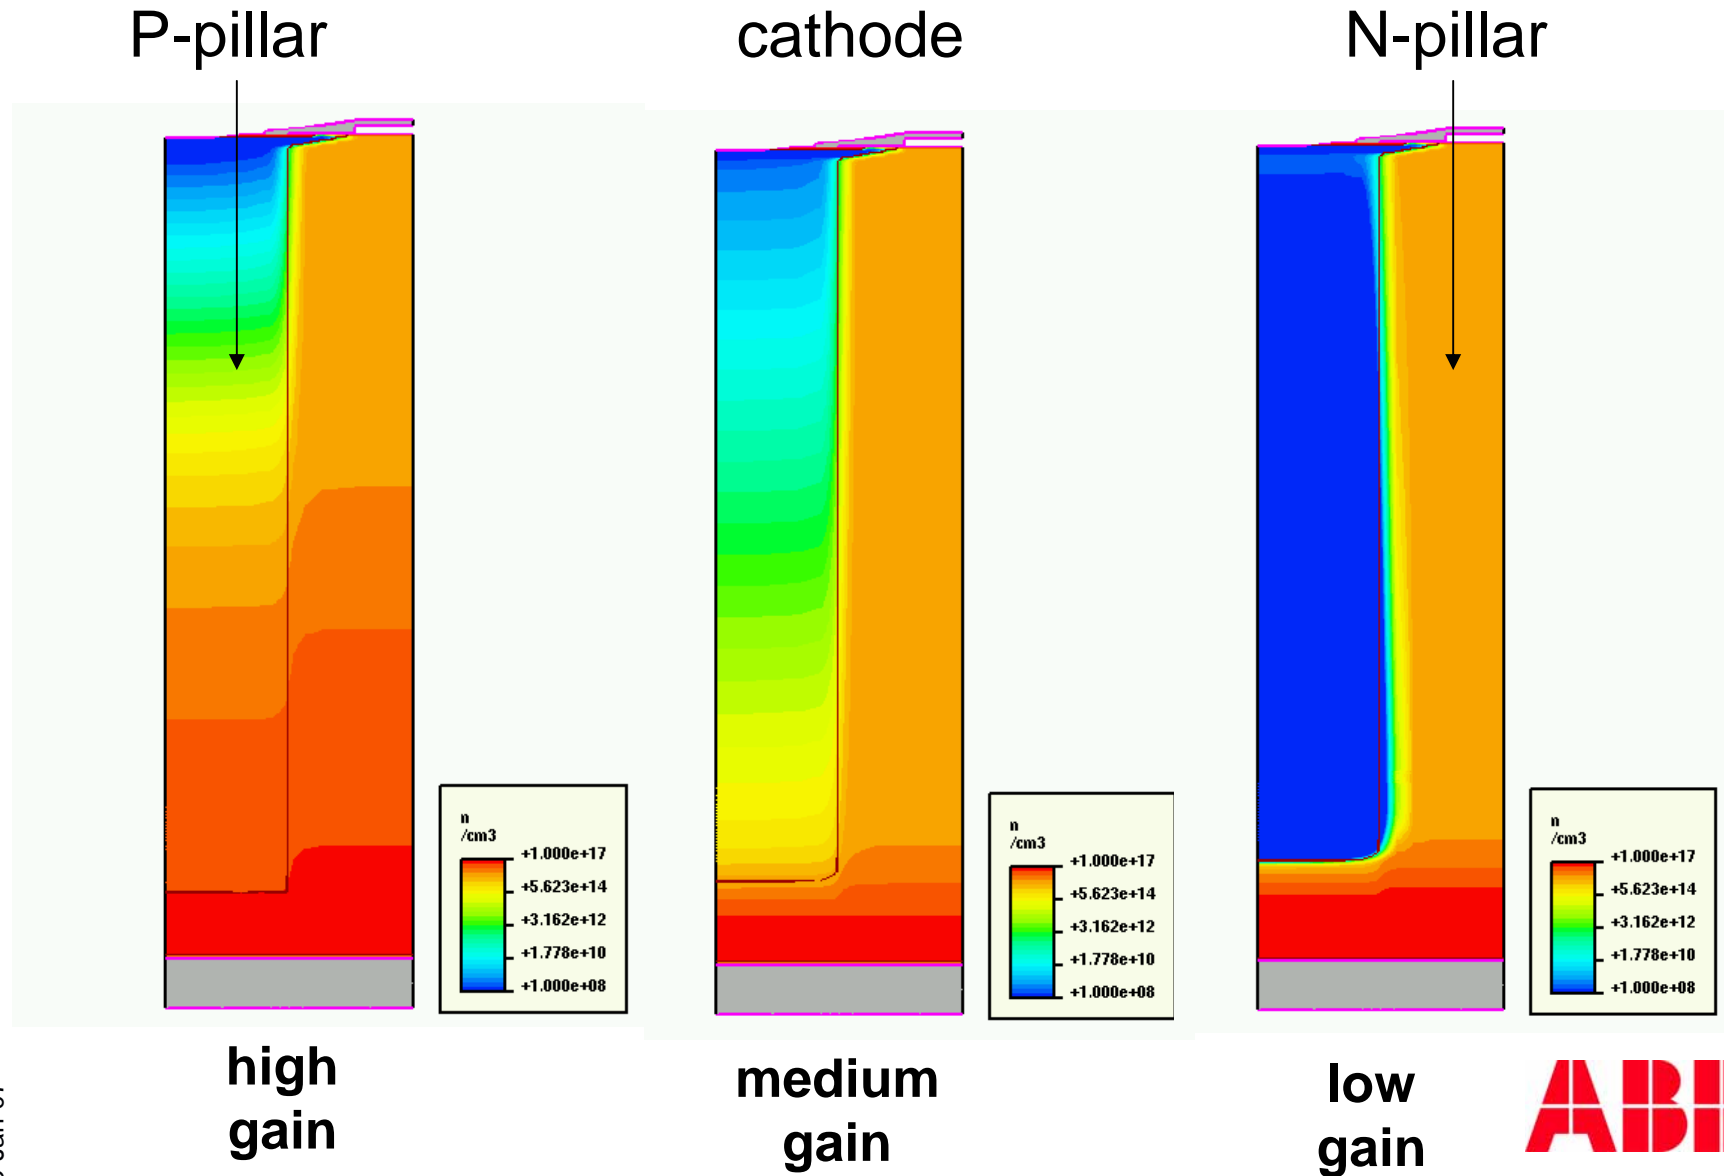 P-pillar
cathode
N-pillar
n
/cm3
+1.000e+17
+5.623e+14
+3.162e+12
+1.778e+10
+1.000e+08
n
/cm3
+1.000e+17
+5.623e+14
+3.162e+12
+1.778e+10
+1.000e+08
n
/cm3
+1.000e+17
+5.623e+14
+3.162e+12
+1.778e+10
+1.000e+08
high
gain
medium
gain
low
gain